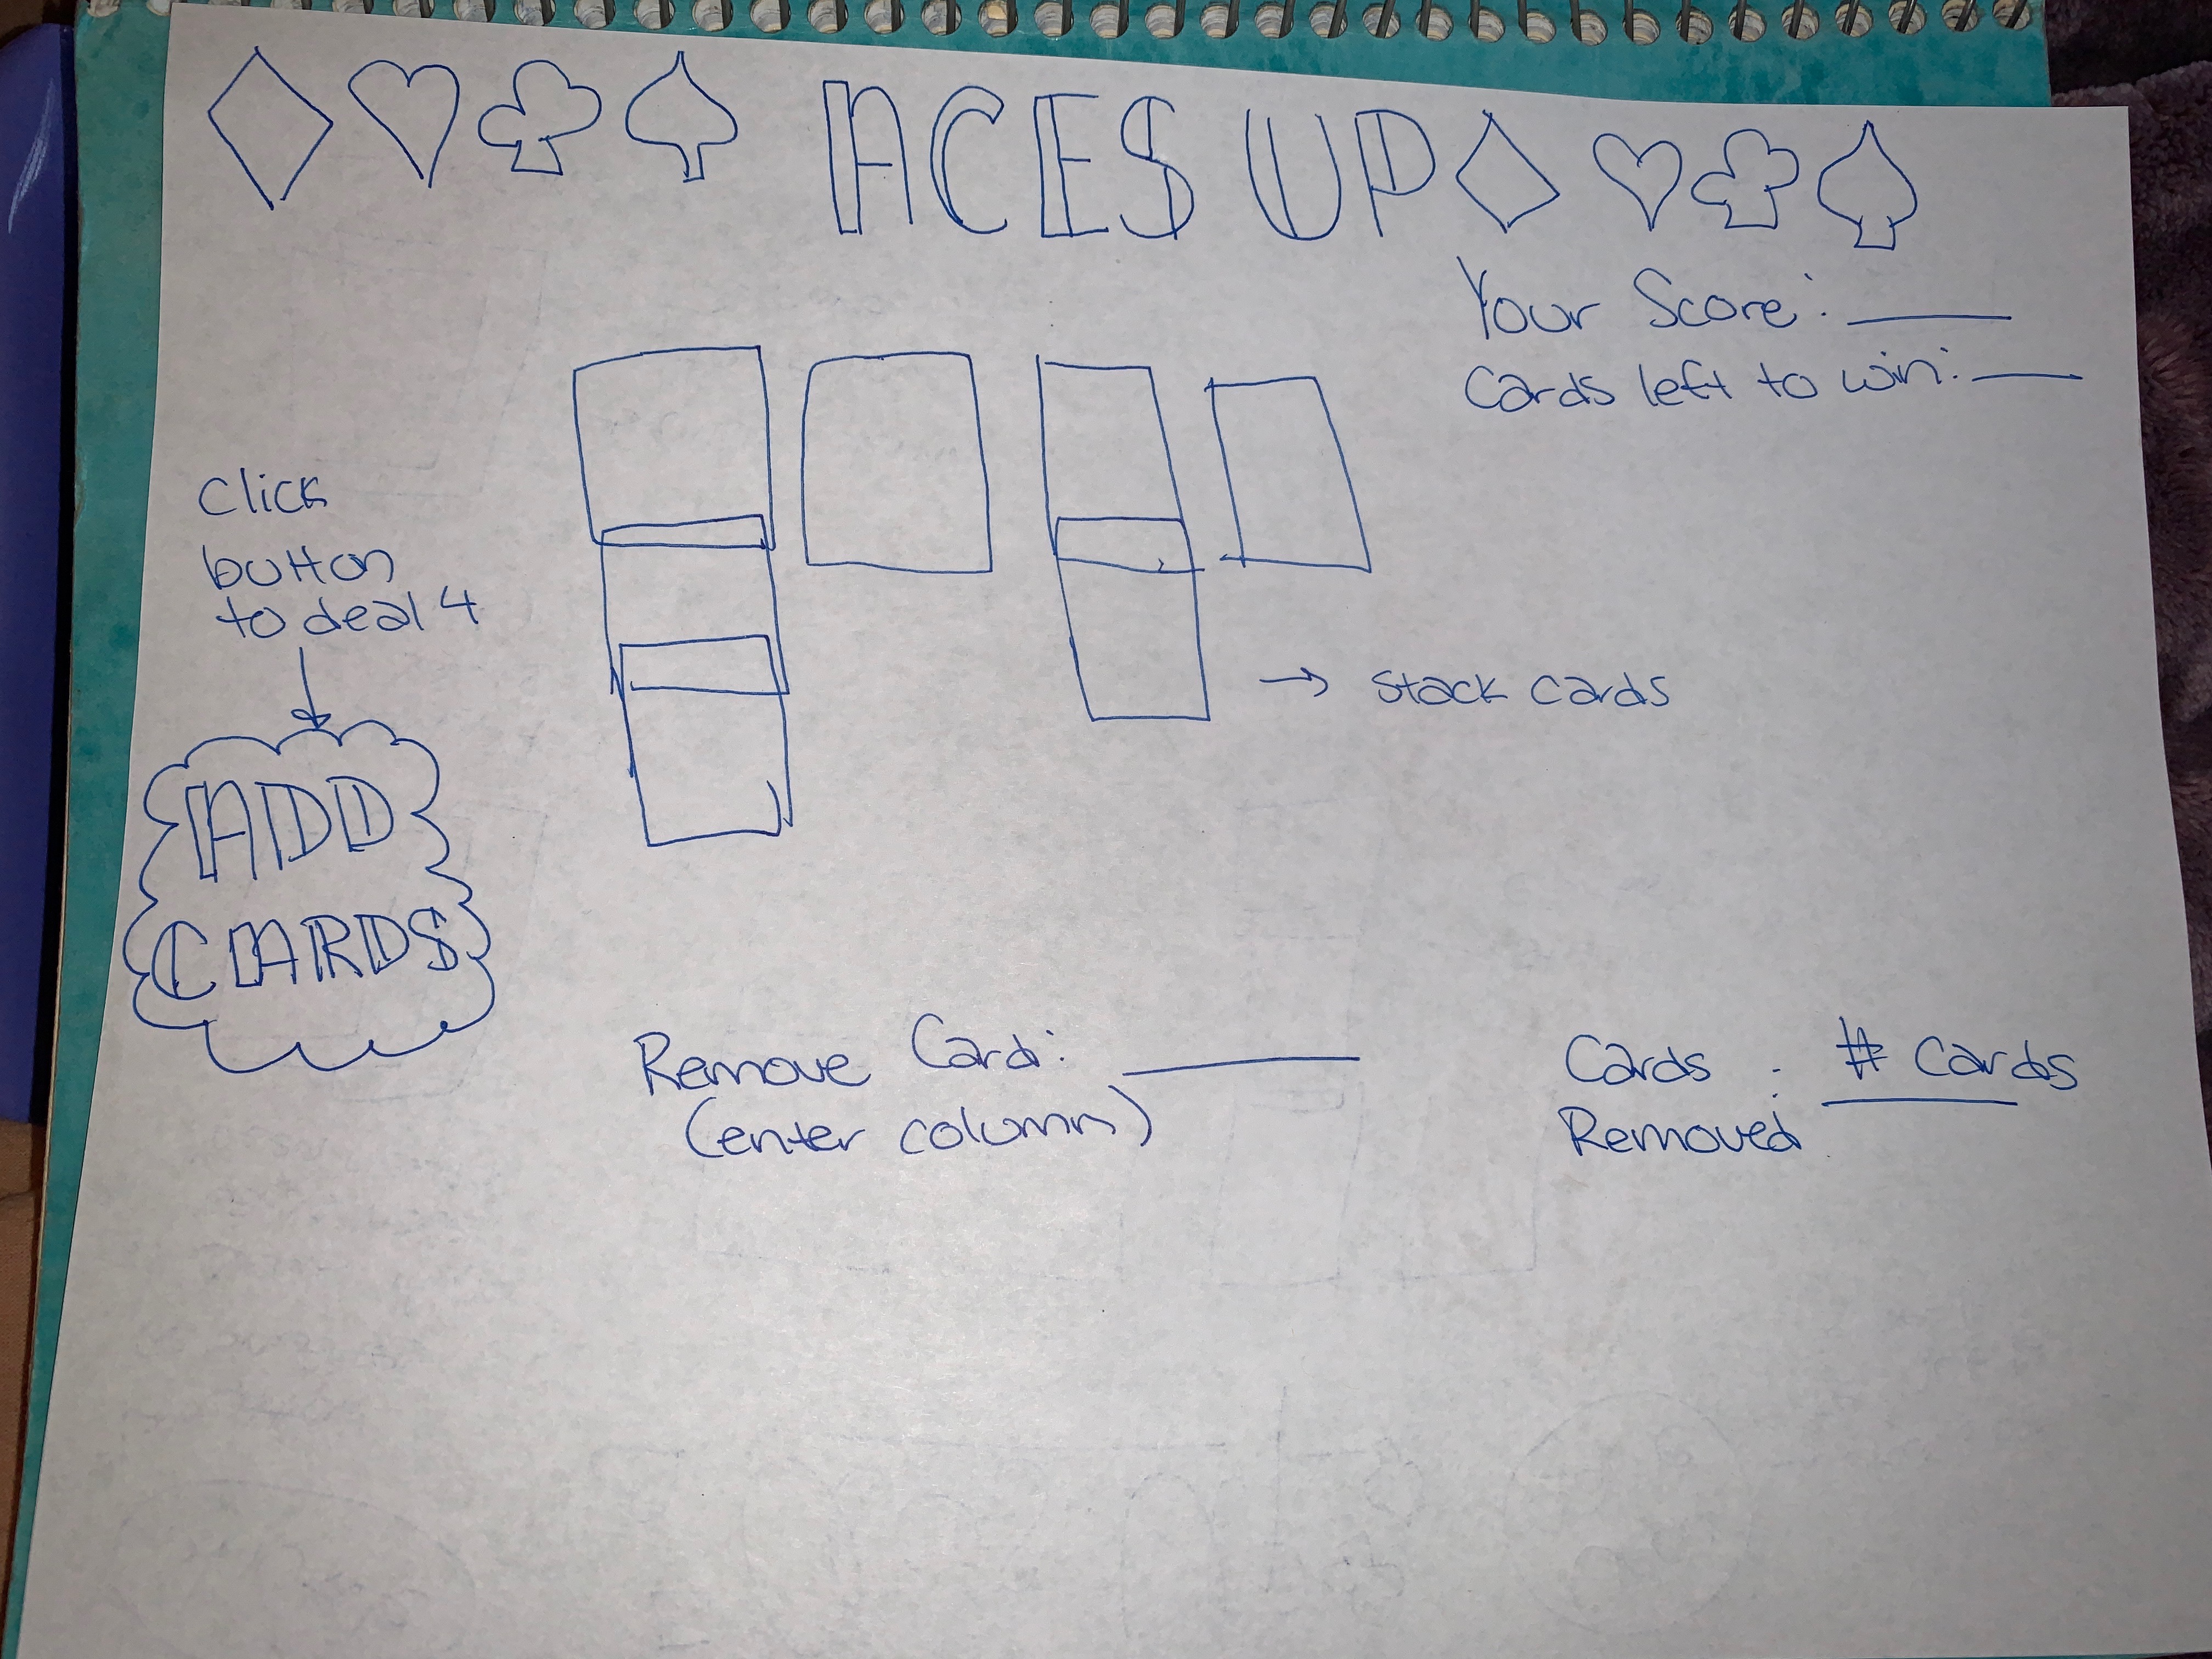 ACES UP
Your Score: ____
Cards left to win: ____
Click
button
to deal 4
→ stack cards
ADD
CARDS
Remove Card: ____
(enter column)
Cards : # Cards
Removed